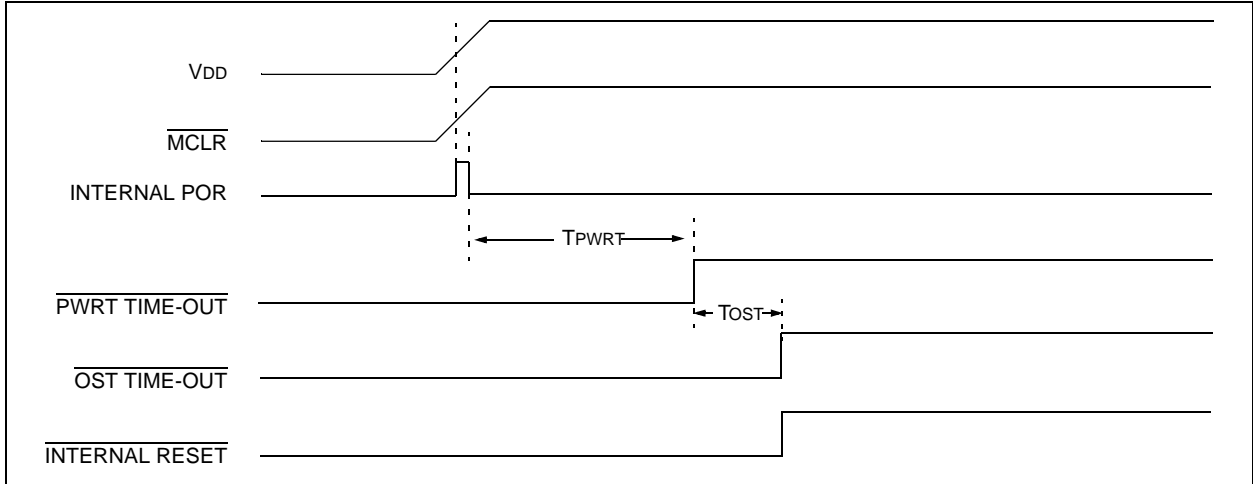 VDD
MCLR
INTERNAL POR
TPWRT
PWRT TIME-OUT
TOST
OST TIME-OUT
INTERNAL RESET